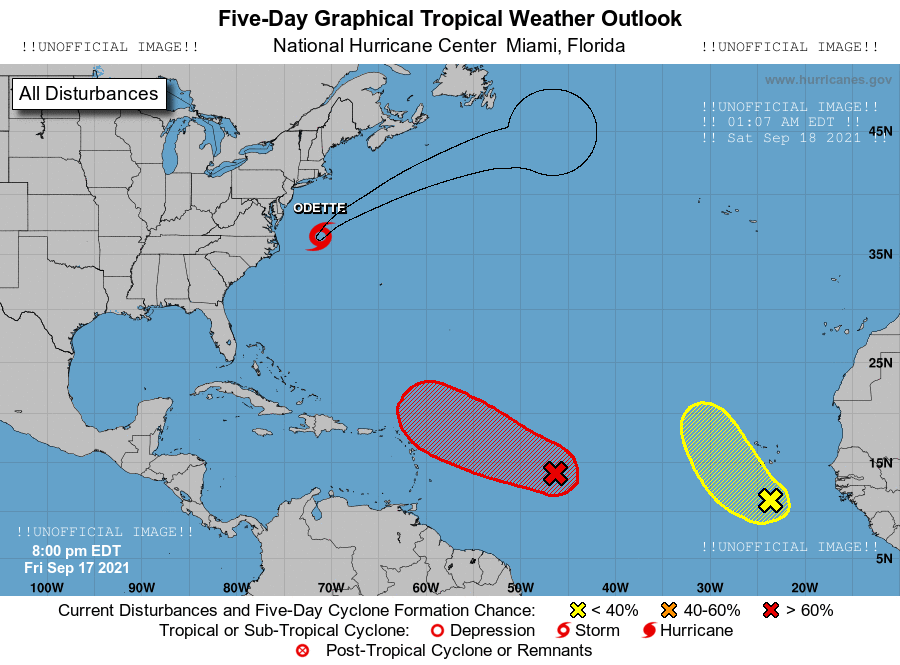 Five-Day Graphical Tropical Weather Outlook
!!UNOFFICIAL IMAGE!! National Hurricane Center Miami, Florida !!UNOFFICIAL IMAGE!!
www.hurricanes.gov
All Disturbances
!!UNOFFICIAL IMAGE!!
!! 01:07 AM EDT !!
!! Sat Sep 18 2021 !!
45N
ODETTE
35N
25N
15N
!!UNOFFICIAL IMAGE!!
8:00 pm EDT
Fri Sep 17 2021
!!UNOFFICIAL IMAGE!!
5N
100W 90W 80W 70W 60W 50W 40W 30W 20W
Current Disturbances and Five-Day Cyclone Formation Chance: < 40% 40-60% > 60%
Tropical or Sub-Tropical Cyclone: Depression Storm Hurricane
Post-Tropical Cyclone or Remnants